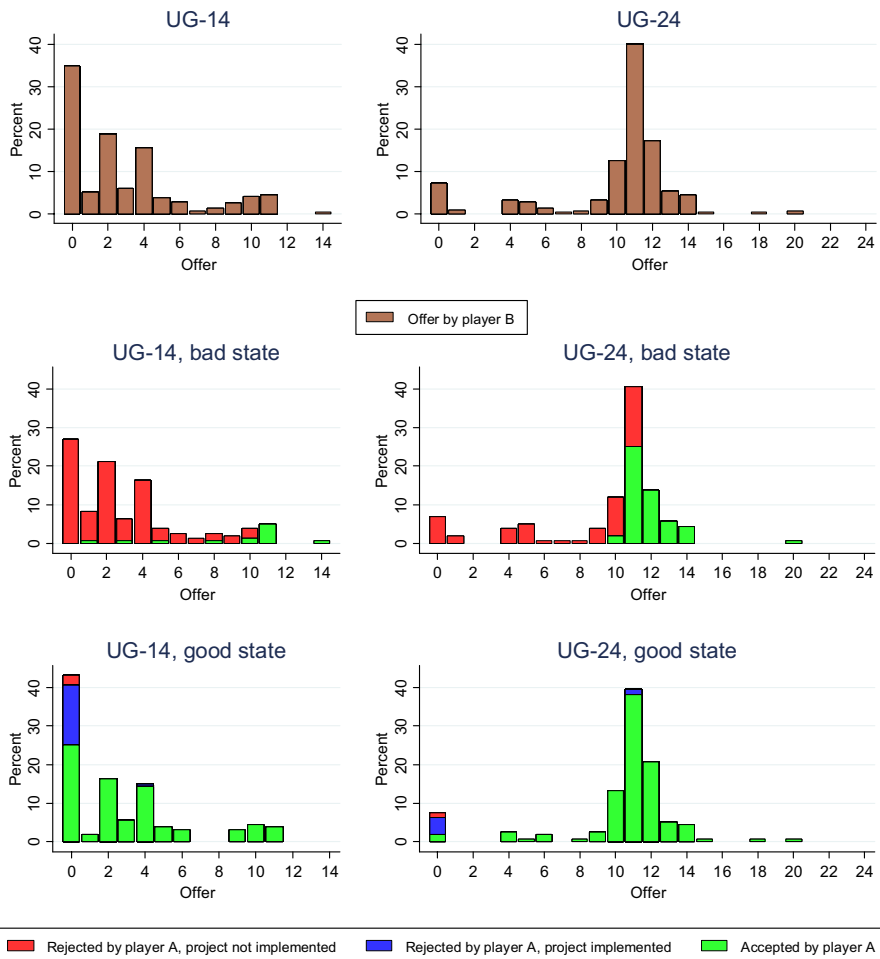 UG-14
UG-24
Percent
0 10 20 30 40
0 2 4 6 8 10 12 14
Offer
Percent
0 10 20 30 40
0 2 4 6 8 10 12 14 16 18 20 22 24
Offer
Offer by player B
UG-14, bad state
UG-24, bad state
Percent
0 10 20 30 40
0 2 4 6 8 10 12 14
Offer
Percent
0 10 20 30 40
0 2 4 6 8 10 12 14 16 18 20 22 24
Offer
UG-14, good state
UG-24, good state
Percent
0 10 20 30 40
0 2 4 6 8 10 12 14
Offer
Percent
0 10 20 30 40
0 2 4 6 8 10 12 14 16 18 20 22 24
Offer
Rejected by player A, project not implemented
Rejected by player A, project implemented
Accepted by player A